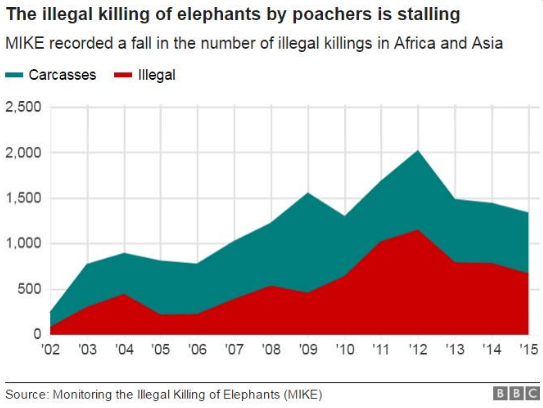 The illegal killing of elephants by poachers is stalling
MIKE recorded a fall in the number of illegal killings in Africa and Asia
Carcasses Illegal
2,500
2,000
1,500
1,000
500
0
'02 '03 '04 '05 '06 '07 '08 '09 '10 '11 '12 '13 '14 '15
Source: Monitoring the Illegal Killing of Elephants (MIKE) BBC